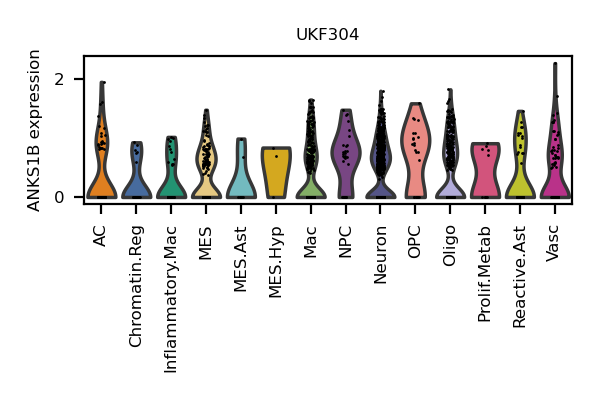 UKF304
ANKS1B expression
2
0
AC
Chromatin.Reg
Inflammatory.Mac
MES
MES.Ast
MES.Hyp
Mac
NPC
Neuron
OPC
Oligo
Prolif.Metab
Reactive.Ast
Vasc